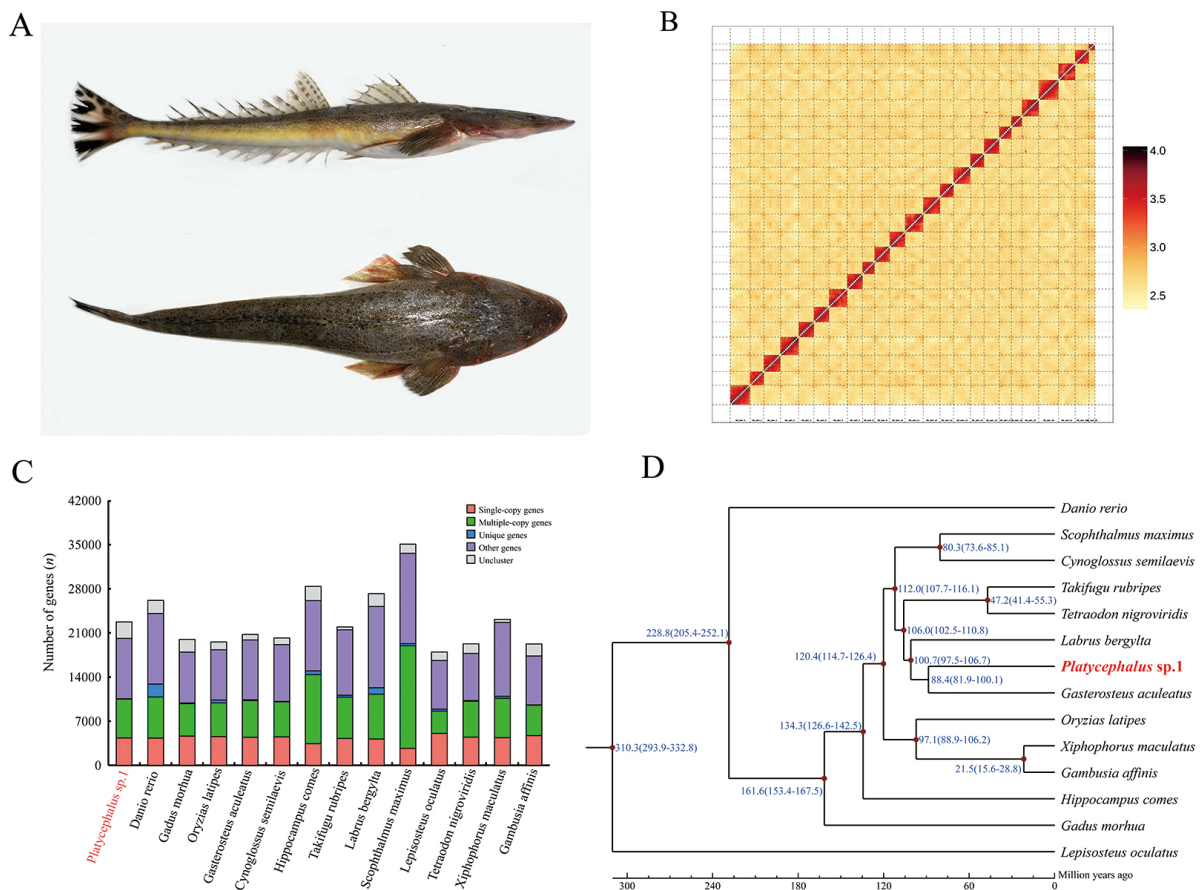 A
B
4.0
3.5
3.0
2.5
C
42000
35000
28000
21000
14000
7000
0
Number of genes (n)
Single-copy genes
Multiple-copy genes
Unique genes
Other genes
Uncluster
Platycephalus sp.1
Danio rerio
Gadus morhua
Oryzias latipes
Gasterosteus aculeatus
Cynoglossus semilaevis
Hippocampus comes
Takifugu rubripes
Labrus bergylta
Scophthalmus maximus
Lepisosteus oculatus
Tetraodon nigroviridis
Xiphophorus maculatus
Gambusia affinis
D
Danio rerio
Scophthalmus maximus
80.3(73.6-85.1)
Cynoglossus semilaevis
Takifugu rubripes
112.0(107.7-116.1)
47.2(41.4-55.3)
Tetraodon nigroviridis
106.0(102.5-110.8)
228.8(205.4-252.1)
Labrus bergylta
120.4(114.7-126.4)
100.7(97.5-106.7)
Platycephalus sp.1
88.4(81.9-100.1)
Gasterosteus aculeatus
Oryzias latipes
134.3(126.6-142.5)
97.1(88.9-106.2)
310.3(293.9-332.8)
Xiphophorus maculatus
21.5(15.6-28.8)
Gambusia affinis
161.6(153.4-167.5)
Hippocampus comes
Gadus morhua
Lepisosteus oculatus
Million years ago
300 240 180 120 60 0